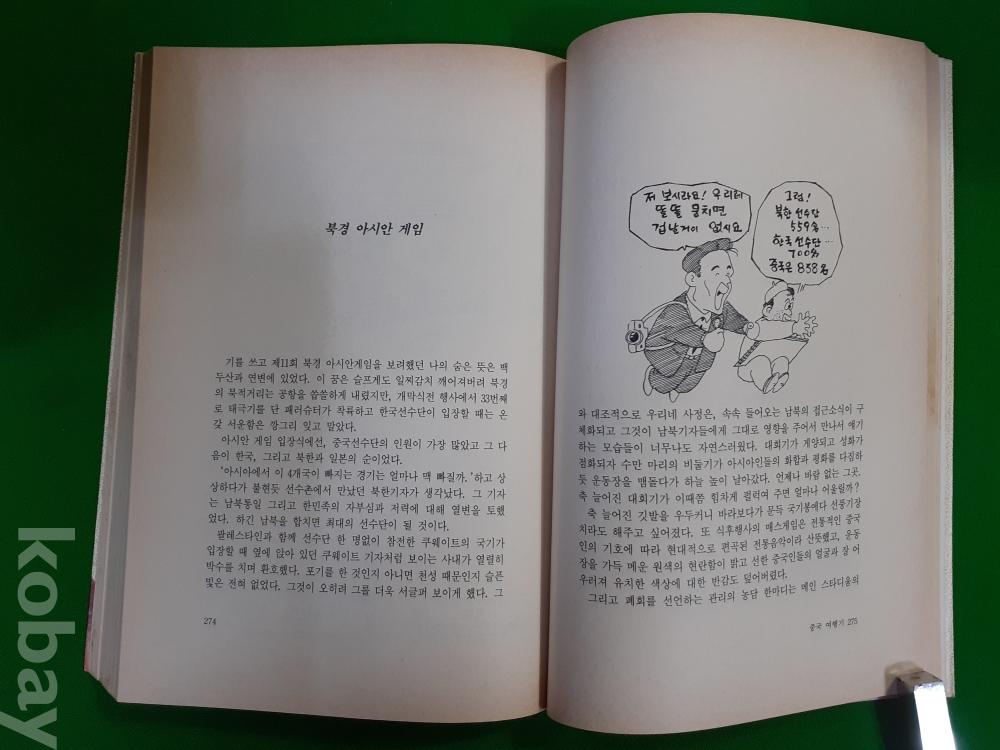 북경 아시안 게임
기를 쓰고 제11회 북경 아시안게임을 보려했던 나의 숨은 뜻은 백
두산과 연변에 있었다. 이 꿈은 슬프게도 일찌감치 깨어져버려 북경
의 북적거리는 공항을 씁쓸하게 내렸지만, 개막식전 행사에서 33번째
로 태극기를 단 패러슈터가 착륙하고 한국선수단이 입장할 때는 온
갖 서운함은 깡그리 잊고 말았다.
아시안 게임 입장식에선, 중국선수단의 인원이 가장 많았고 그 다
음이 한국, 그리고 북한과 일본의 순이었다.
'아시아에서 이 4개국이 빠지는 경기는 얼마나 맥 빠질까,'하고 상
상하다가 불현듯 선수촌에서 만났던 북한기자가 생각났다. 그 기자
는 남북통일 그리고 한민족의 자부심과 저력에 대해 열변을 토했
었다. 하긴 남북을 합치면 최대의 선수단이 될 것이다.
팔레스타인과 함께 선수단 한 명없이 참전한 쿠웨이트의 국기가
입장할 때 옆에 앉아 있던 쿠웨이트 기자처럼 보이는 사내가 열렬히
박수를 치며 환호했다. 포기를 한 것인지 아니면 천성 때문인지 슬픈
빛은 전혀 없었다. 그것이 오히려 그를 더욱 서글퍼 보이게 했다. 그
274
저 보시라요! 우리레
똘똘 뭉치면
겁날거이 없시요
그럼!
북한 선수단
559名…
한국선수단…
700名
중국은 838名
와 대조적으로 우리네 사정은, 속속 들어오는 남북의 접근소식이 구
체화되고 그것이 남북기자들에게 그대로 영향을 주어서 만나서 얘기
하는 모습들이 너무나도 자연스러웠다. 대회기가 게양되고 성화가
점화되자 수만 마리의 비둘기가 아시아인들의 화합과 평화를 다짐하
듯 운동장을 맴돌다가 하늘 높이 날아갔다. 언제나 바람 없는 그곳.
축 늘어진 대회기가 이때쯤 힘차게 펄럭여 주면 얼마나 어울릴까?
축 늘어진 깃발을 우두커니 바라보다가 문득 국기봉에다 선풍기장
치라도 해주고 싶어졌다. 또 식후행사의 매스게임은 전통적인 중국
인의 기호에 따라 현대적으로 편곡된 전통음악이라 산뜻했고, 운동
장을 가득 메운 원색의 현란함이 밝고 선한 중국인들의 얼굴과 잘 어
우러져 유치한 색상에 대한 반감도 덜어버렸다.
그리고 폐회를 선언하는 관리의 농담 한마디는 메인 스타디움의
중국 여행기 275
kobay